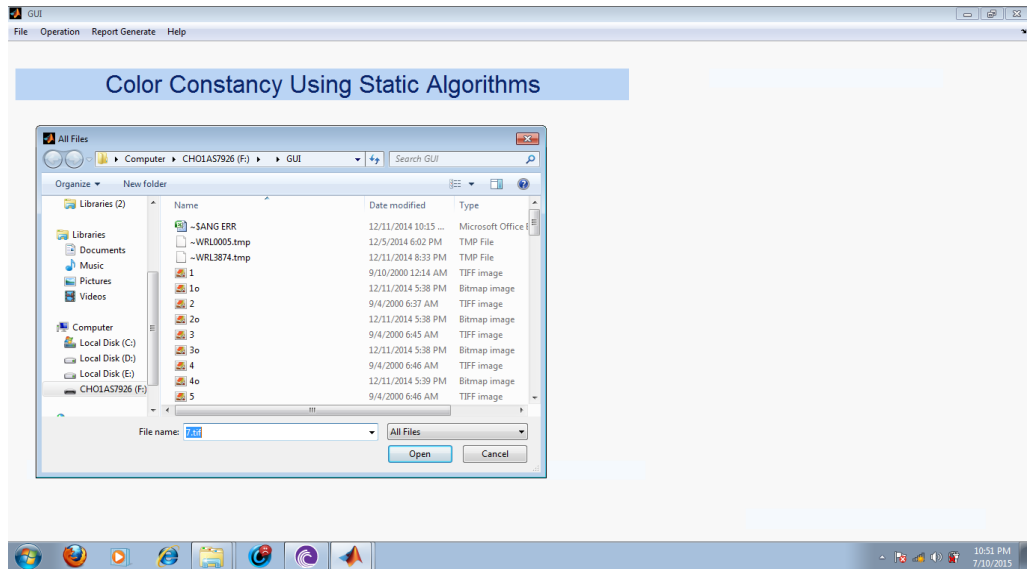 GUI
File Operation Report Generate Help
Color Constancy Using Static Algorithms
All Files
Computer CHO1AS7926 (F:) GUI Search GUI
Organize New folder
Libraries (2)
Libraries
Documents
Music
Pictures
Videos
Computer
Local Disk (C:)
Local Disk (D:)
Local Disk (E:)
CHO1AS7926 (F:)
Name Date modified Type
~$ANG ERR 12/11/2014 10:15 ... Microsoft Office E
~WRL0005.tmp 12/5/2014 6:02 PM TMP File
~WRL3874.tmp 12/11/2014 8:33 PM TMP File
1 9/10/2000 12:14 AM TIFF image
1o 12/11/2014 5:38 PM Bitmap image
2 9/4/2000 6:37 AM TIFF image
2o 12/11/2014 5:38 PM Bitmap image
3 9/4/2000 6:45 AM TIFF image
3o 12/11/2014 5:38 PM Bitmap image
4 9/4/2000 6:46 AM TIFF image
4o 12/11/2014 5:39 PM Bitmap image
5 9/4/2000 6:46 AM TIFF image
File name: 7.tif All Files
Open Cancel
10:51 PM
7/10/2015